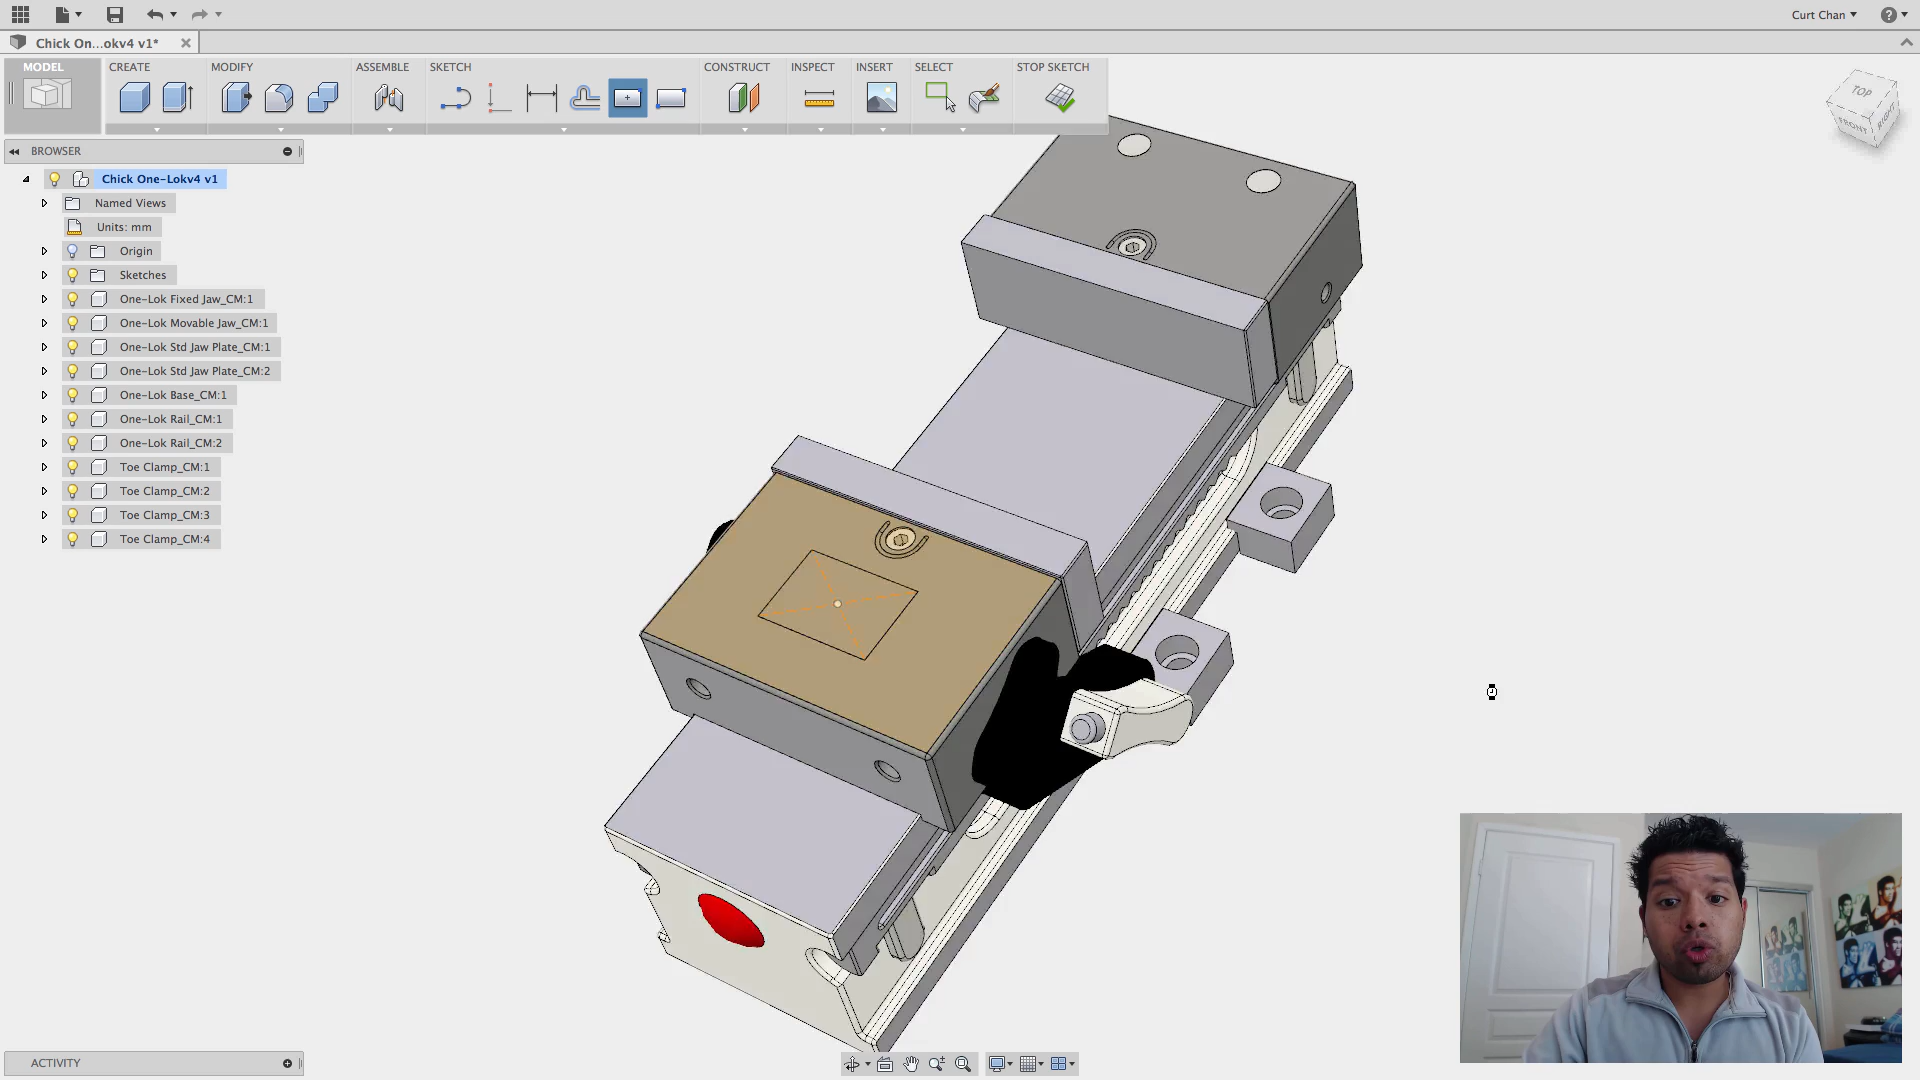 Curt Chan
Chick On...okv4 v1*
MODEL
CREATE
MODIFY
ASSEMBLE
SKETCH
CONSTRUCT
INSPECT
INSERT
SELECT
STOP SKETCH
TOP
FRONT
RIGHT
BROWSER
Chick One-Lokv4 v1
Named Views
Units: mm
Origin
Sketches
One-Lok Fixed Jaw_CM:1
One-Lok Movable Jaw_CM:1
One-Lok Std Jaw Plate_CM:1
One-Lok Std Jaw Plate_CM:2
One-Lok Base_CM:1
One-Lok Rail_CM:1
One-Lok Rail_CM:2
Toe Clamp_CM:1
Toe Clamp_CM:2
Toe Clamp_CM:3
Toe Clamp_CM:4
ACTIVITY